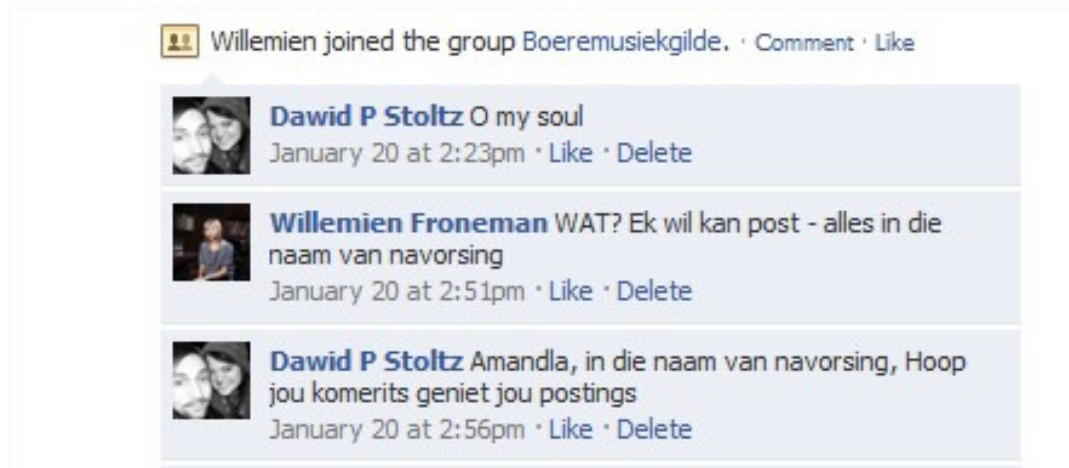 Willemien joined the group Boeremusiekgilde. · Comment · Like
Dawid P Stoltz O my soul
January 20 at 2:23pm · Like · Delete
Willemien Froneman WAT? Ek wil kan post - alles in die
naam van navorsing
January 20 at 2:51pm · Like · Delete
Dawid P Stoltz Amandla, in die naam van navorsing, Hoop
jou komerits geniet jou postings
January 20 at 2:56pm · Like · Delete